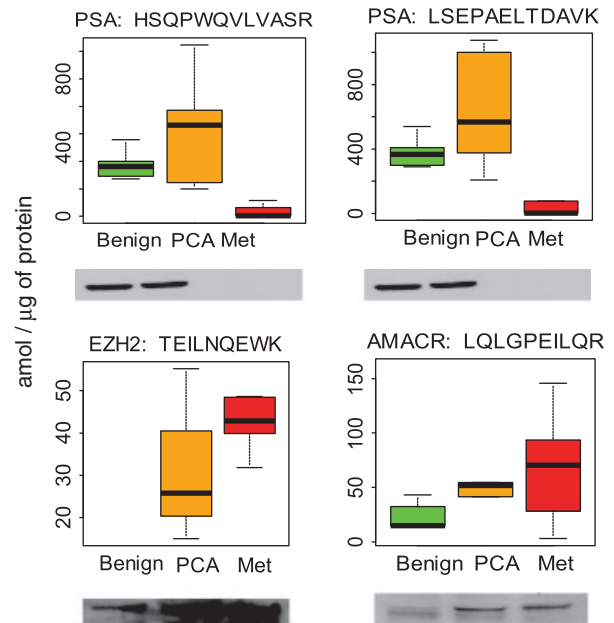 PSA: HSQPWQVLVASR
800
400
0
Benign PCA Met
PSA: LSEPAELTDAVK
800
400
0
Benign PCA Met
amol / µg of protein
EZH2: TEILNQEWK
50
40
30
20
Benign PCA Met
AMACR: LQLGPEILQR
150
100
50
0
Benign PCA Met